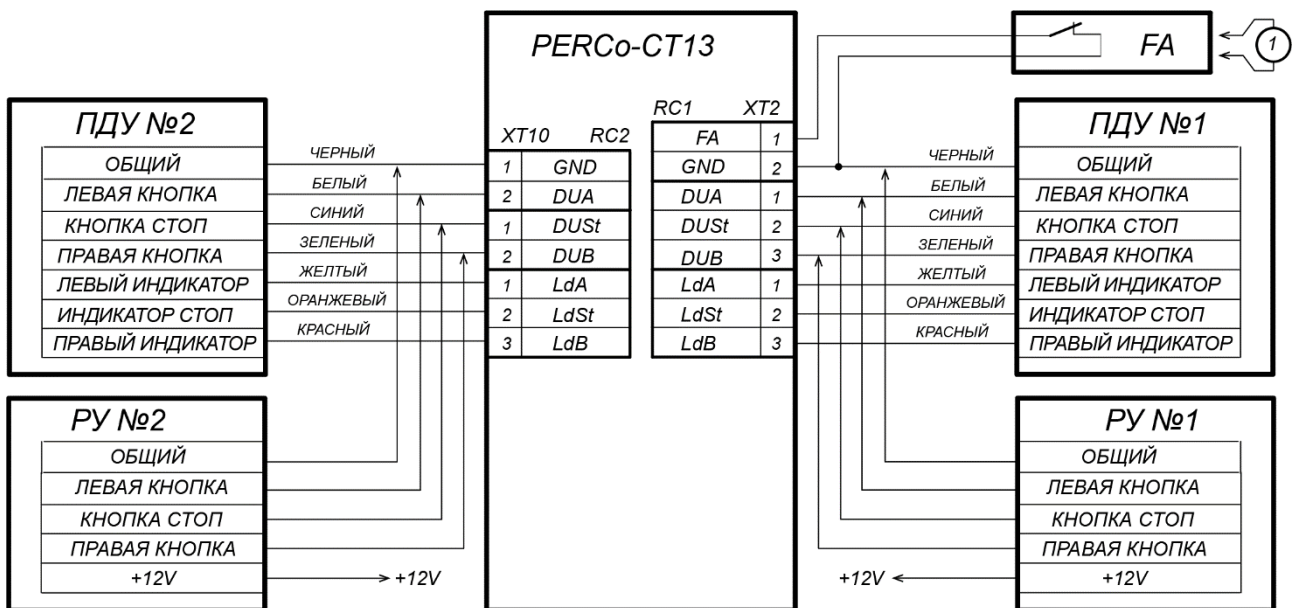 PERCo-CT13
FA
1
ПДУ №2
ОБЩИЙ
ЛЕВАЯ КНОПКА
КНОПКА СТОП
ПРАВАЯ КНОПКА
ЛЕВЫЙ ИНДИКАТОР
ИНДИКАТОР СТОП
ПРАВЫЙ ИНДИКАТОР
ЧЕРНЫЙ
БЕЛЫЙ
СИНИЙ
ЗЕЛЕНЫЙ
ЖЕЛТЫЙ
ОРАНЖЕВЫЙ
КРАСНЫЙ
XT10 RC2
1 GND
2 DUA
1 DUSt
2 DUB
1 LdA
2 LdSt
3 LdB
RC1 XT2
FA 1
GND 2
DUA 1
DUSt 2
DUB 3
LdA 1
LdSt 2
LdB 3
ЧЕРНЫЙ
БЕЛЫЙ
СИНИЙ
ЗЕЛЕНЫЙ
ЖЕЛТЫЙ
ОРАНЖЕВЫЙ
КРАСНЫЙ
ПДУ №1
ОБЩИЙ
ЛЕВАЯ КНОПКА
КНОПКА СТОП
ПРАВАЯ КНОПКА
ЛЕВЫЙ ИНДИКАТОР
ИНДИКАТОР СТОП
ПРАВЫЙ ИНДИКАТОР
РУ №2
ОБЩИЙ
ЛЕВАЯ КНОПКА
КНОПКА СТОП
ПРАВАЯ КНОПКА
+12V
+12V
+12V
РУ №1
ОБЩИЙ
ЛЕВАЯ КНОПКА
КНОПКА СТОП
ПРАВАЯ КНОПКА
+12V